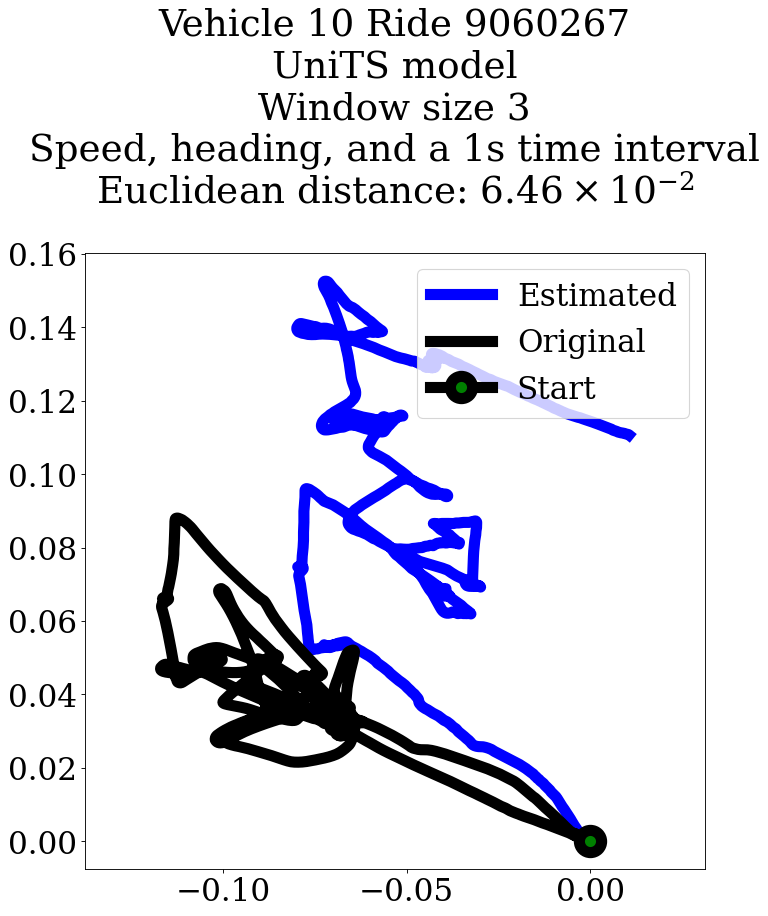 Vehicle 10 Ride 9060267
UniTS model
Window size 3
Speed, heading, and a 1s time interval
Euclidean distance: 6.46 × 10⁻²
0.16
Estimated
0.14
Original
0.12
Start
0.10
0.08
0.06
0.04
0.02
0.00
−0.10 −0.05 0.00